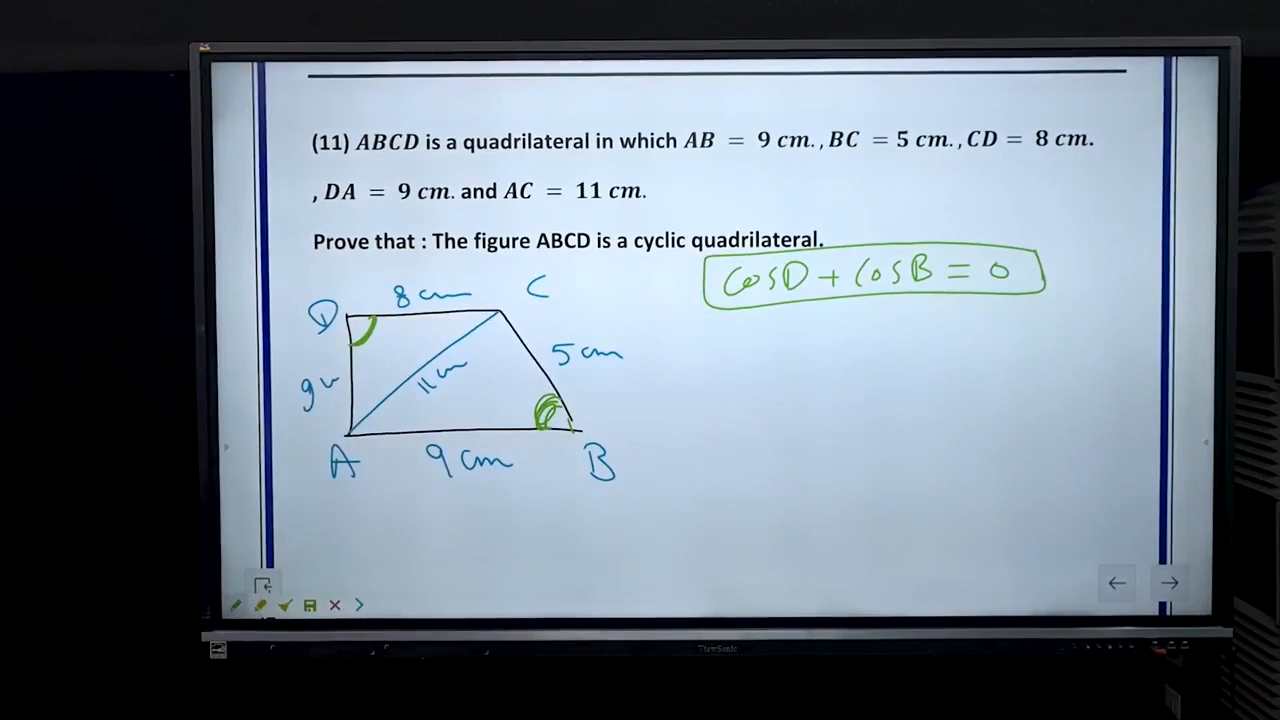 (11) ABCD is a quadrilateral in which AB = 9 cm. , BC = 5 cm. , CD = 8 cm.
, DA = 9 cm. and AC = 11 cm.
Prove that : The figure ABCD is a cyclic quadrilateral.
cosD + cosB = 0
D 8 cm C
5 cm
11 cm
A 9 cm B
ViewSonic